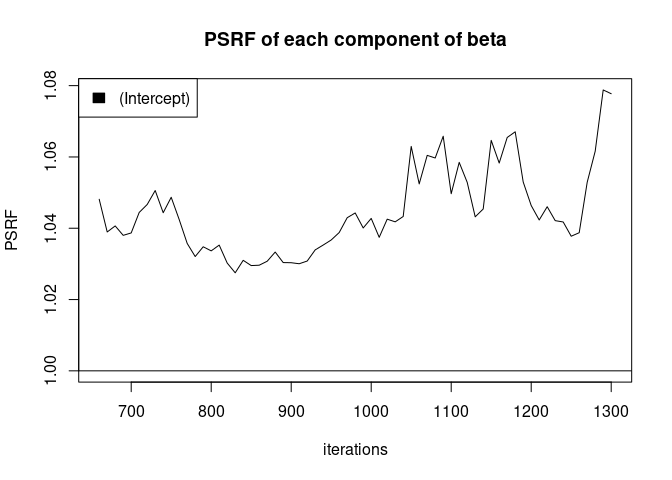 PSRF of each component of beta
(Intercept)
PSRF
1.08
1.06
1.04
1.02
1.00
700 800 900 1000 1100 1200 1300
iterations